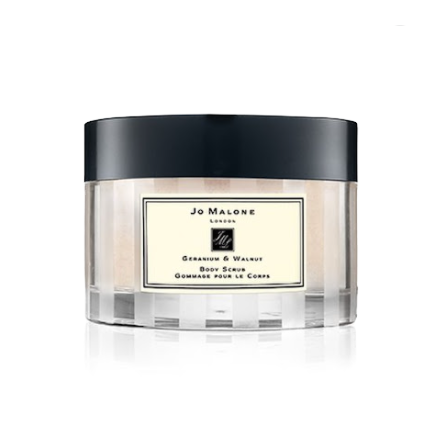 Jo Malone
London
Geranium & Walnut
Body Scrub
Gommage pour le Corps